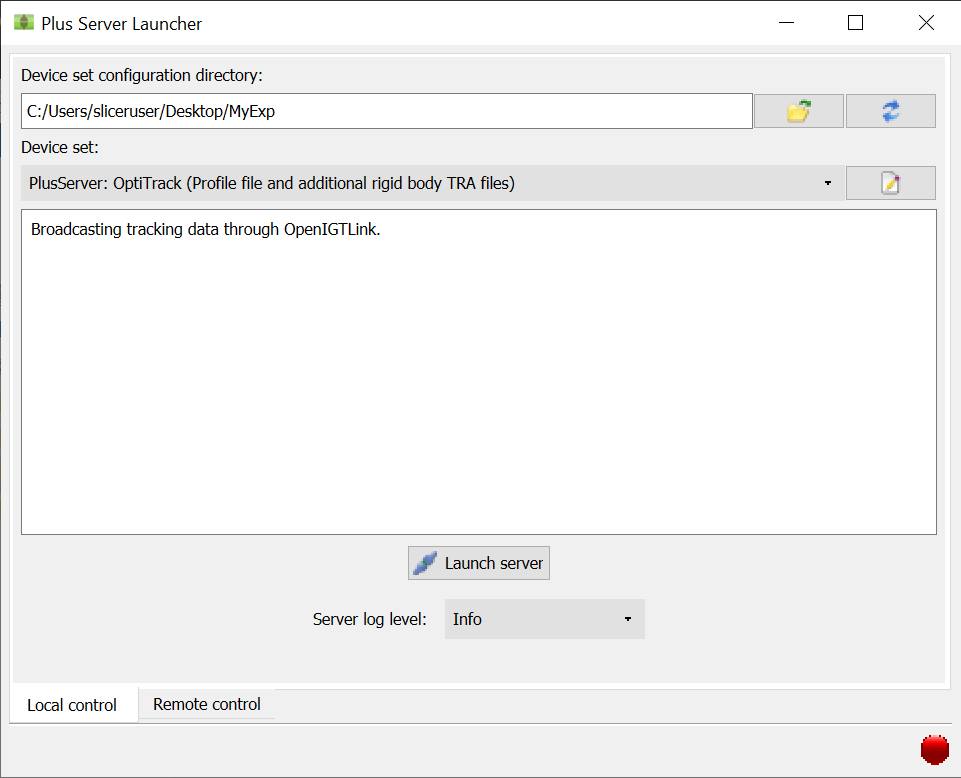 Plus Server Launcher
Device set configuration directory:
C:/Users/sliceruser/Desktop/MyExp
Device set:
PlusServer: OptiTrack (Profile file and additional rigid body TRA files)
Broadcasting tracking data through OpenIGTLink.
Launch server
Server log level: Info
Local control Remote control